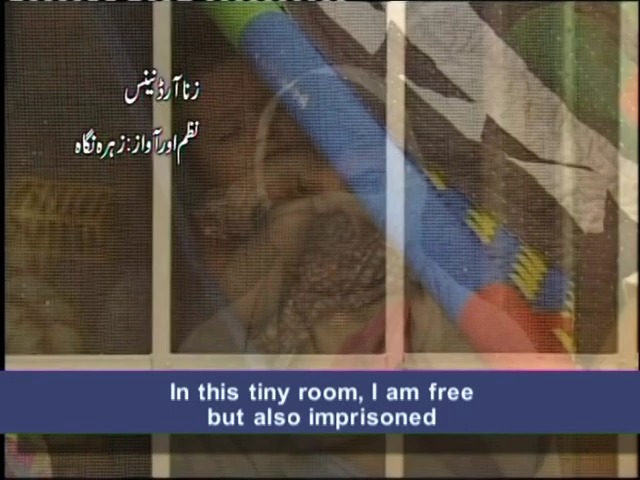 زنا آرڈیننس
نظم اور آواز: زہرہ نگاہ
In this tiny room, I am free
but also imprisoned